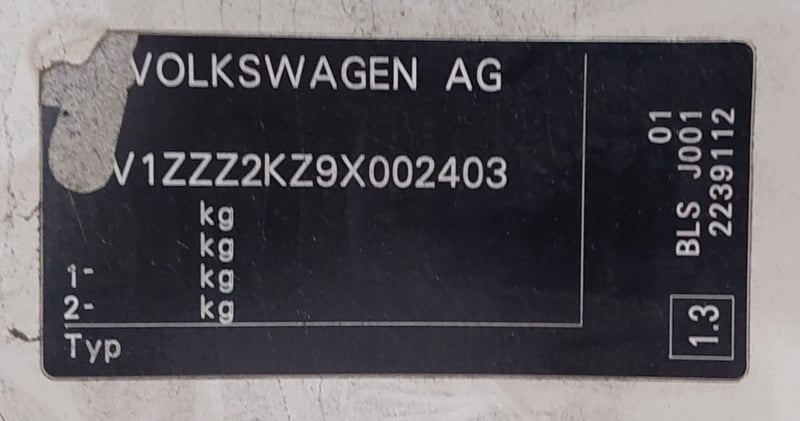 VOLKSWAGEN AG
V1ZZZ2KZ9X002403
kg
kg
1- kg
2- kg
Typ
01
BLS J001
2239112
1.3